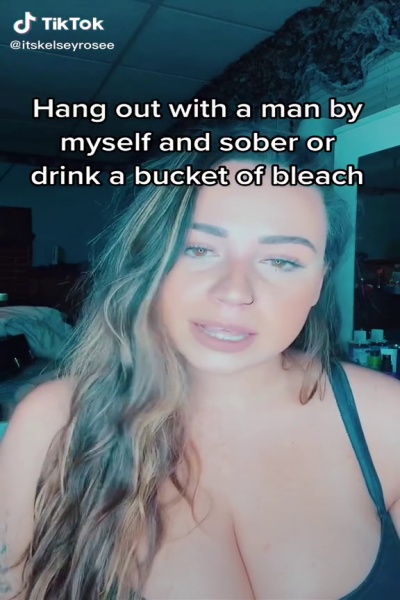 TikTok
@itskelseyrosee
Hang out with a man by
myself and sober or
drink a bucket of bleach